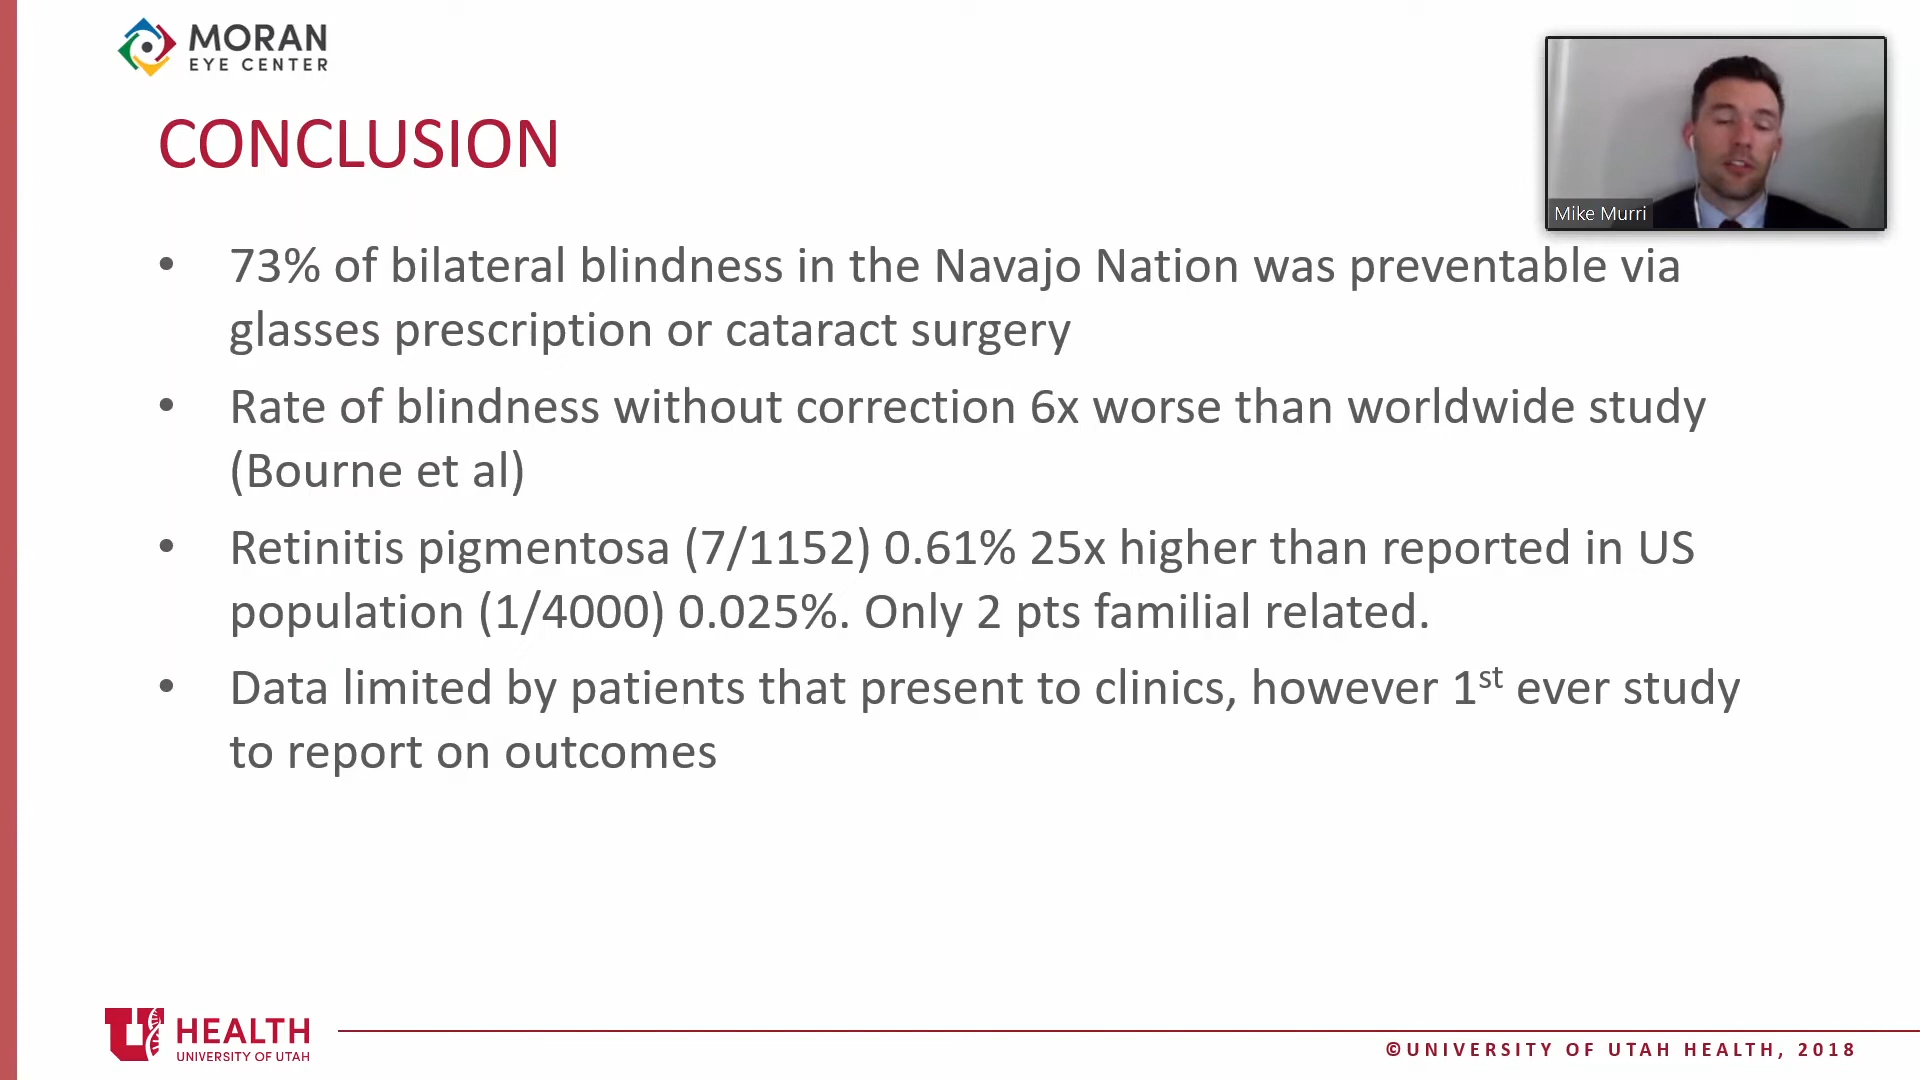 MORAN
EYE CENTER
CONCLUSION
Mike Murri
• 73% of bilateral blindness in the Navajo Nation was preventable via
glasses prescription or cataract surgery
• Rate of blindness without correction 6x worse than worldwide study
(Bourne et al)
• Retinitis pigmentosa (7/1152) 0.61% 25x higher than reported in US
population (1/4000) 0.025%. Only 2 pts familial related.
• Data limited by patients that present to clinics, however 1st ever study
to report on outcomes
U HEALTH
UNIVERSITY OF UTAH
©UNIVERSITY OF UTAH HEALTH, 2018